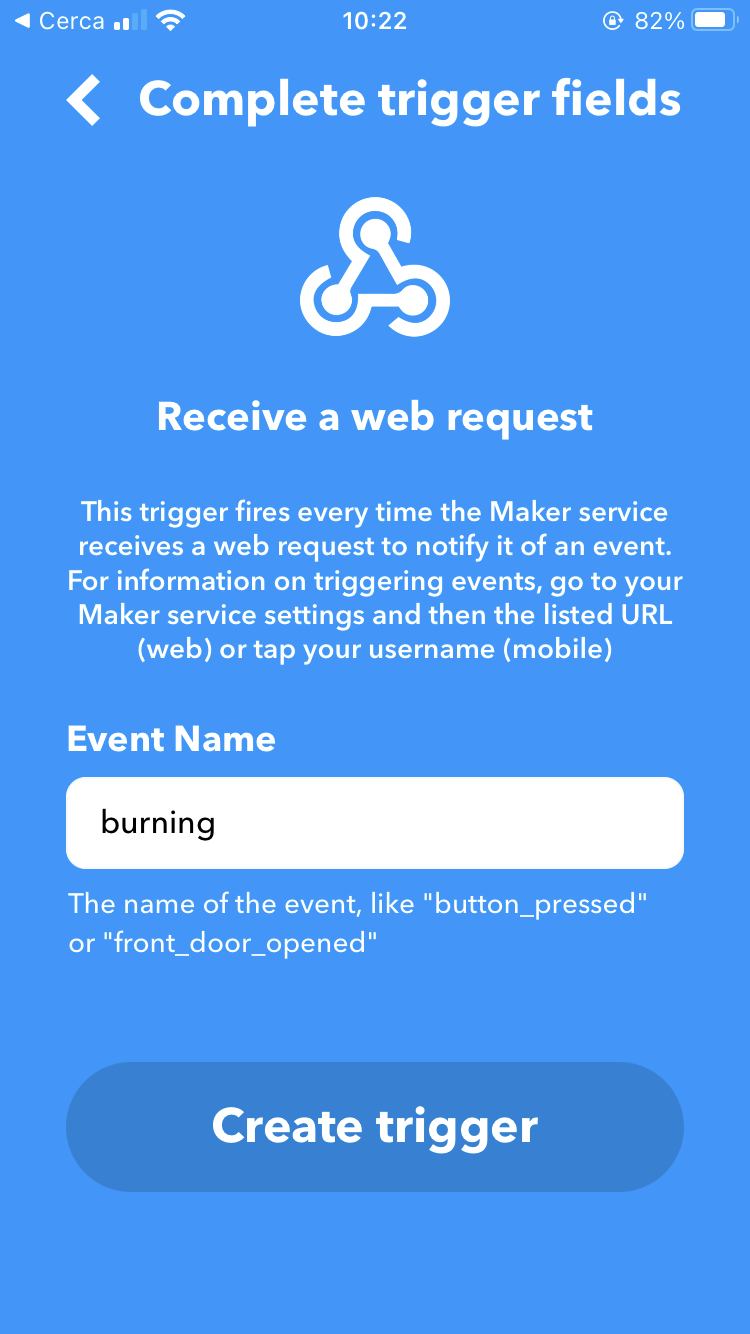 Cerca 10:22 82%
Complete trigger fields
Receive a web request
This trigger fires every time the Maker service
receives a web request to notify it of an event.
For information on triggering events, go to your
Maker service settings and then the listed URL
(web) or tap your username (mobile)
Event Name
burning
The name of the event, like "button_pressed"
or "front_door_opened"
Create trigger